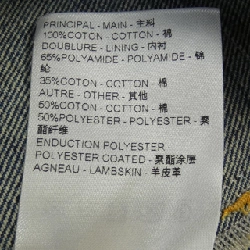 PRINCIPAL - MAIN - 主料
100%COTON - COTTON - 棉
DOUBLURE - LINING - 内衬
65%POLYAMIDE - POLYAMIDE - 锦
纶
35%COTON - COTTON - 棉
AUTRE - OTHER - 其他
50%COTON - COTTON - 棉
50%POLYESTER - POLYESTER - 聚
酯纤维
ENDUCTION POLYESTER
POLYESTER COATED - 聚酯涂层
AGNEAU - LAMBSKIN - 羊皮革